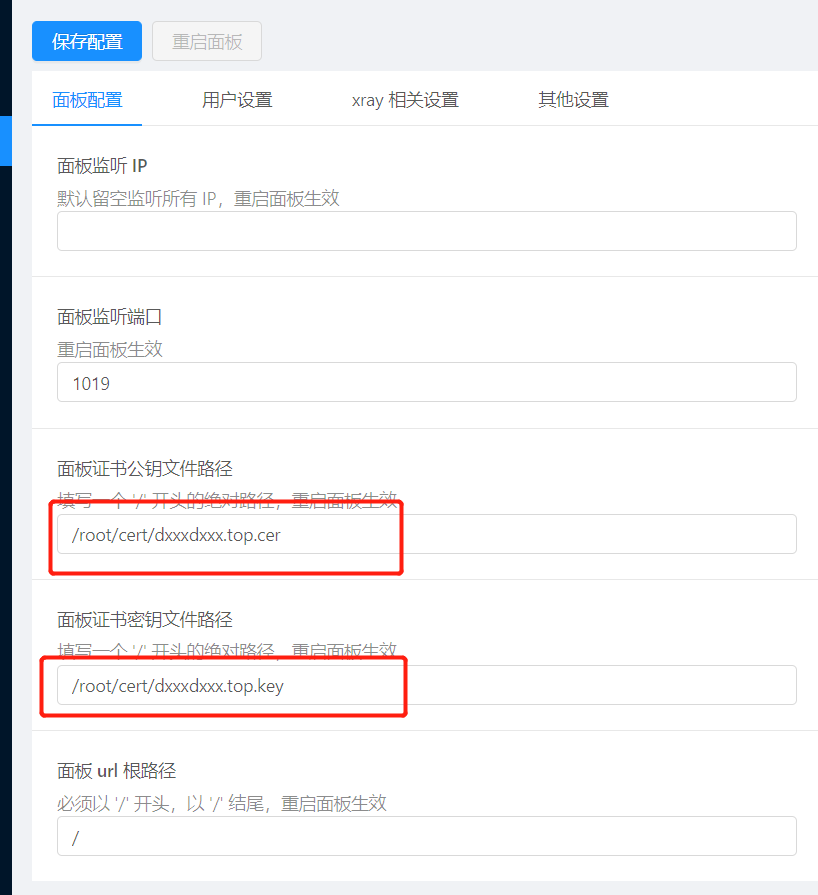 保存配置 重启面板
面板配置 用户设置 xray 相关设置 其他设置
面板监听 IP
默认留空监听所有 IP，重启面板生效
面板监听端口
重启面板生效
1019
面板证书公钥文件路径
填写一个 '/' 开头的绝对路径，重启面板生效
/root/cert/dxxxdxxx.top.cer
面板证书密钥文件路径
填写一个 '/' 开头的绝对路径，重启面板生效
/root/cert/dxxxdxxx.top.key
面板 url 根路径
必须以 '/' 开头，以 '/' 结尾，重启面板生效
/